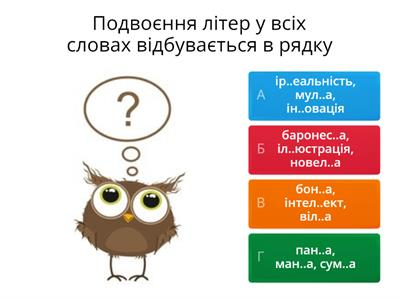 Подвоєння літер у всіх
словах відбувається в рядку
?
А
ір..еальність,
мул..а,
ін..овація
Б
баронес..а,
іл..юстрація,
новел..а
В
бон..а,
інтел..ект,
віл..а
Г
пан..а,
ман..а, сум..а